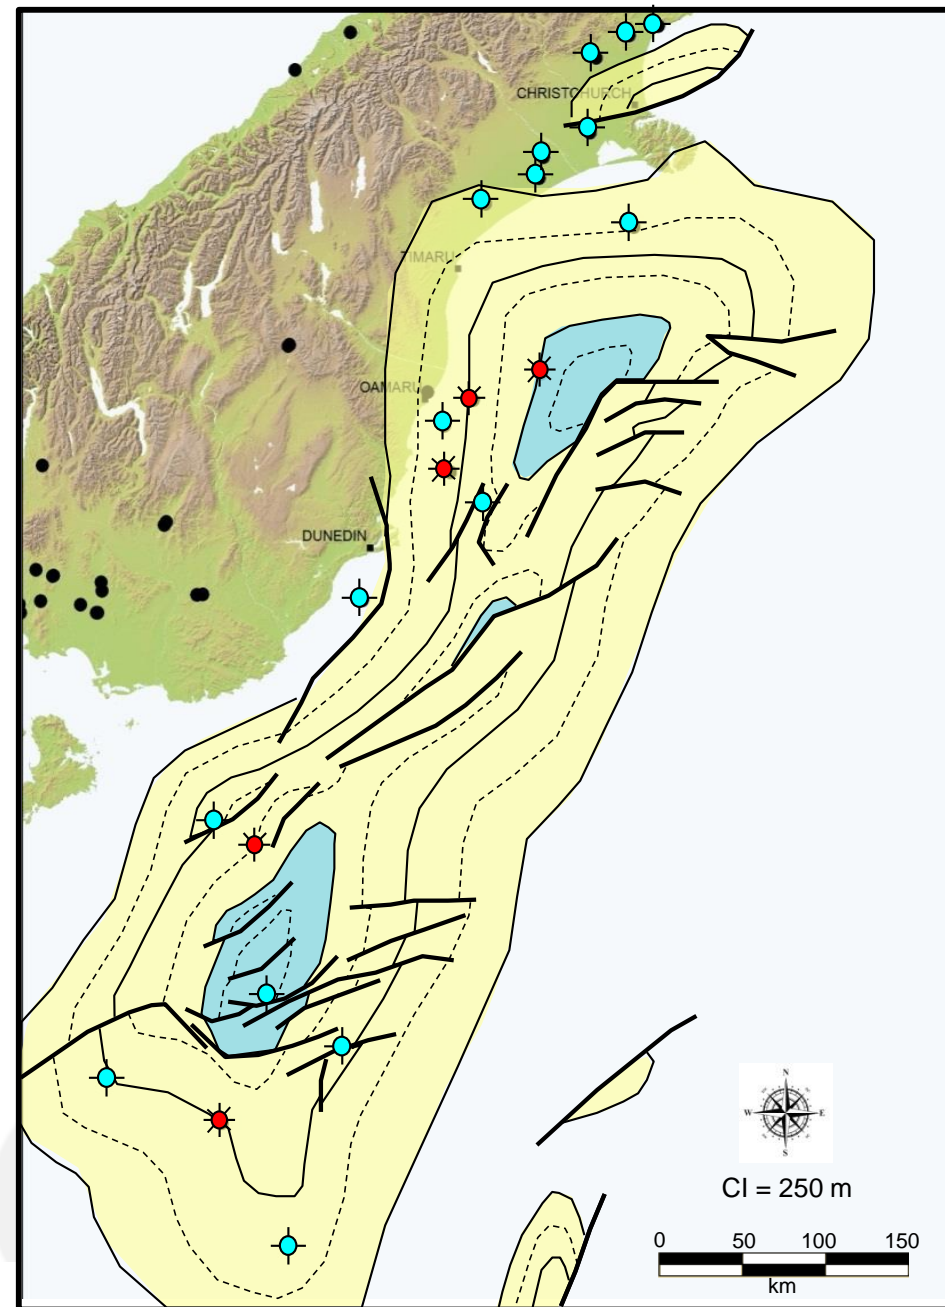 CHRISTCHURCH
TIMARU
OAMARU
DUNEDIN
N
W E
S
CI = 250 m
0 50 100 150
km